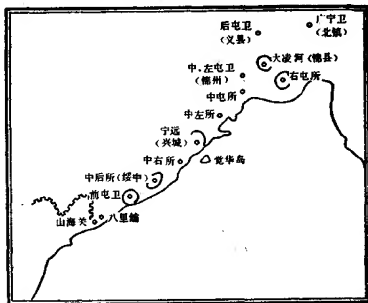 广宁卫
(北镇)
后屯卫
(义县)
大凌河(锦县)
中、左屯卫
(锦州)
右屯所
中屯所
中左所
宁远
(兴城)
中右所
觉华岛
中后所(绥中)
前屯卫
山海关
八里铺